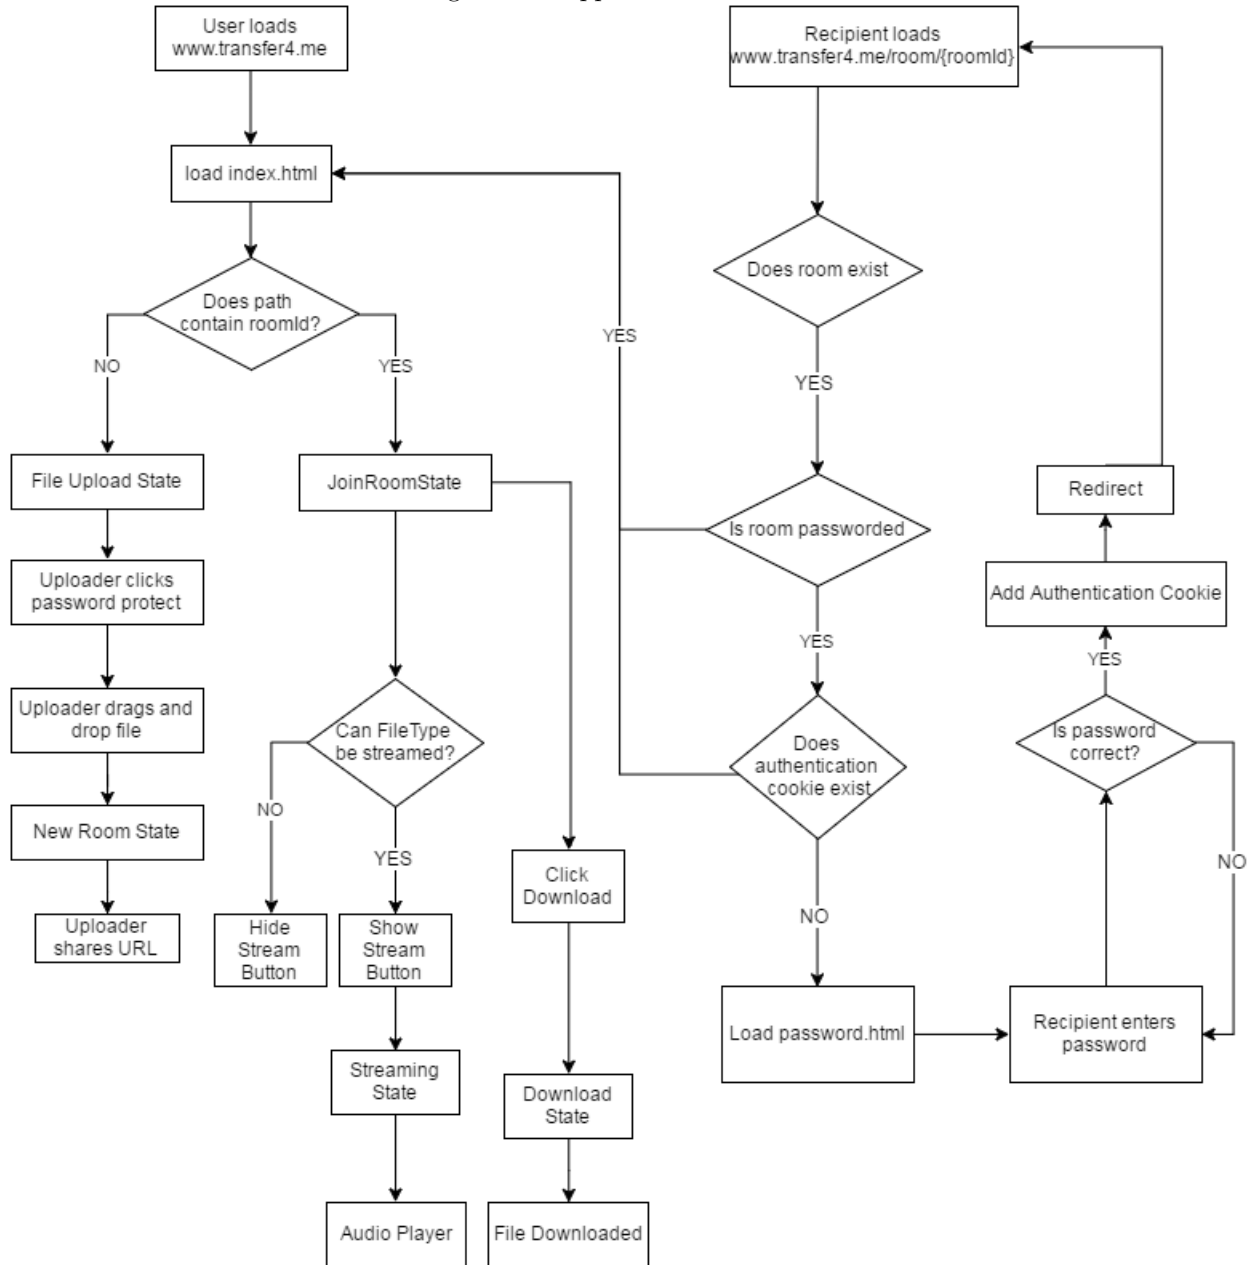 User loads
www.transfer4.me
load index.html
Does path
contain roomId?
NO
YES
File Upload State
Uploader clicks
password protect
Uploader drags and
drop file
New Room State
Uploader
shares URL
JoinRoomState
Can FileType
be streamed?
NO
YES
Hide
Stream
Button
Show
Stream
Button
Streaming
State
Audio Player
Click
Download
Download
State
File Downloaded
Recipient loads
www.transfer4.me/room/{roomId}
Does room exist
YES
YES
Is room passworded
YES
Does
authentication
cookie exist
NO
Load password.html
Recipient enters
password
Is password
correct?
NO
YES
Add Authentication Cookie
Redirect